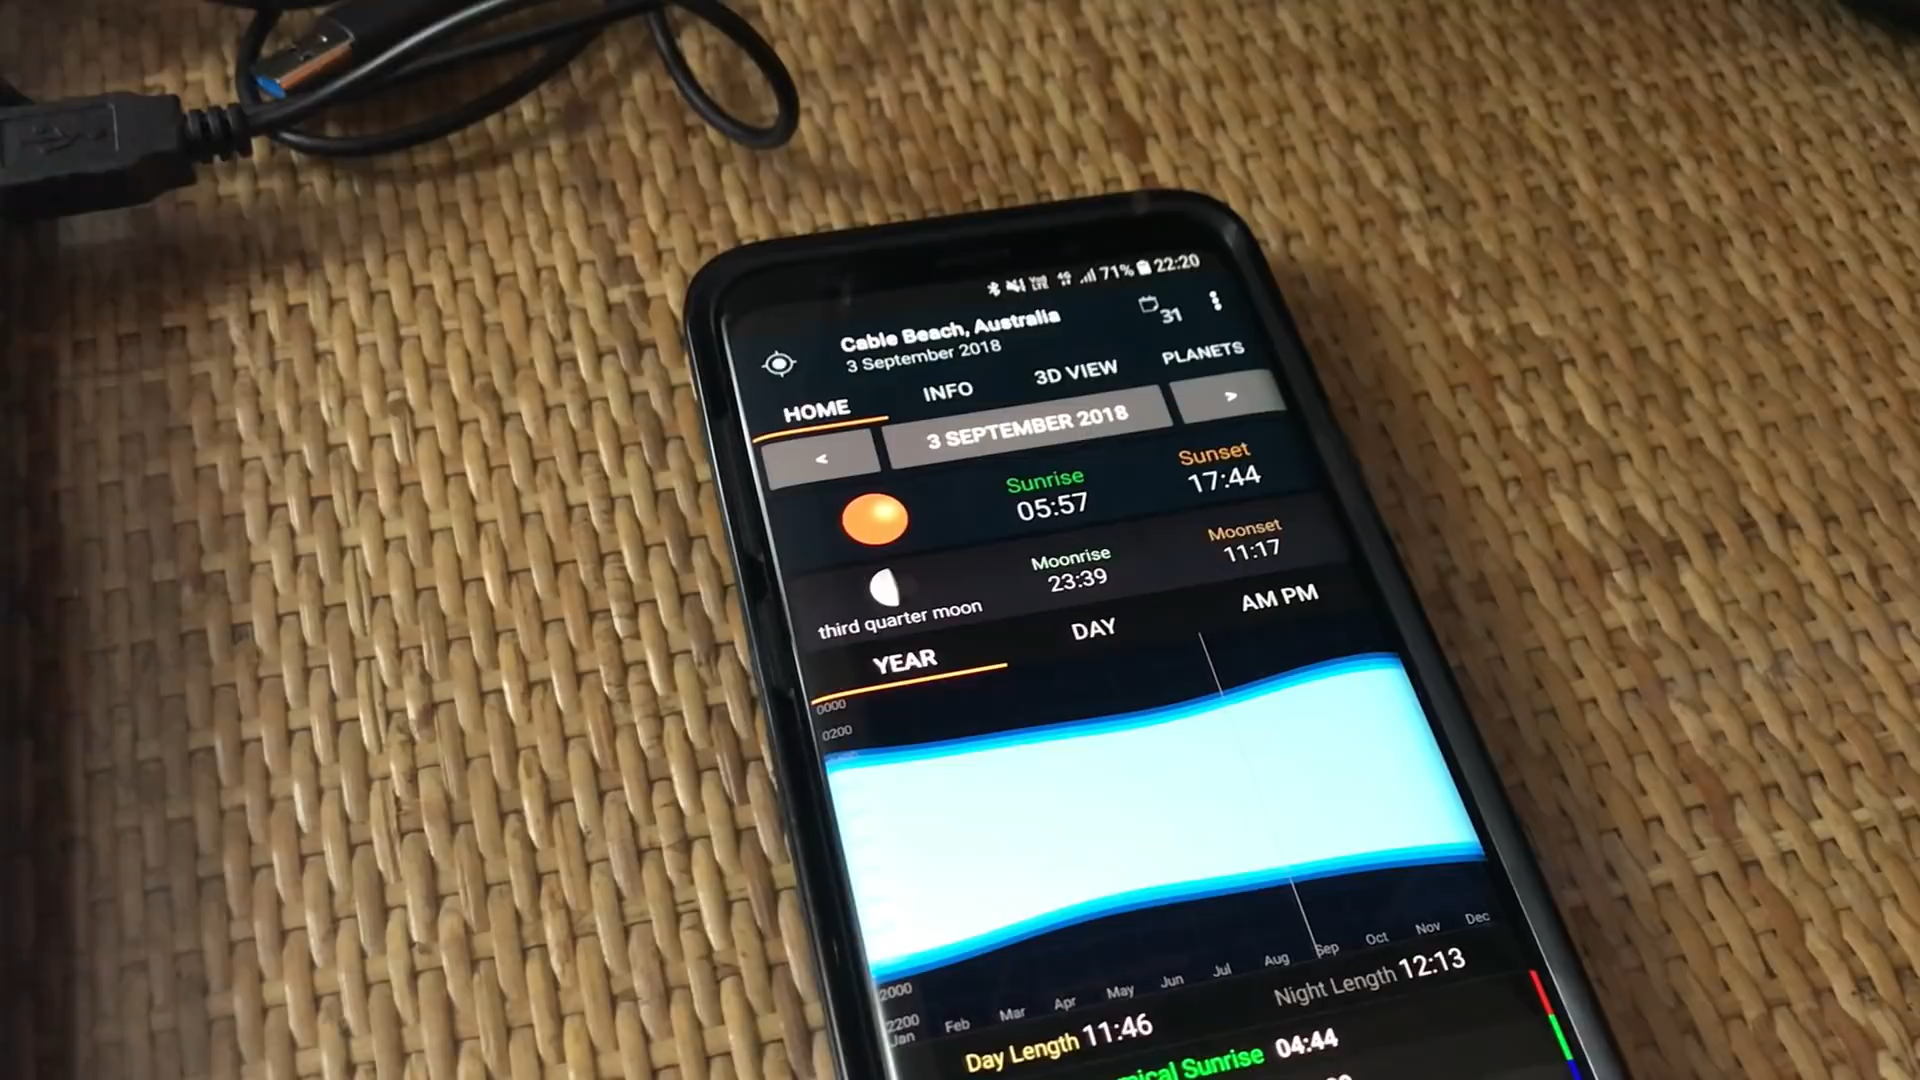 71% 22:20
Cable Beach, Australia
31
3 September 2018
HOME INFO 3D VIEW PLANETS
< 3 SEPTEMBER 2018 >
Sunrise Sunset
05:57 17:44
Moonrise Moonset
23:39 11:17
third quarter moon
YEAR DAY AM PM
0000
0200
2000
2200
Jan Feb Mar Apr May Jun Jul Aug Sep Oct Nov Dec
Day Length 11:46 Night Length 12:13
Sunrise 04:44